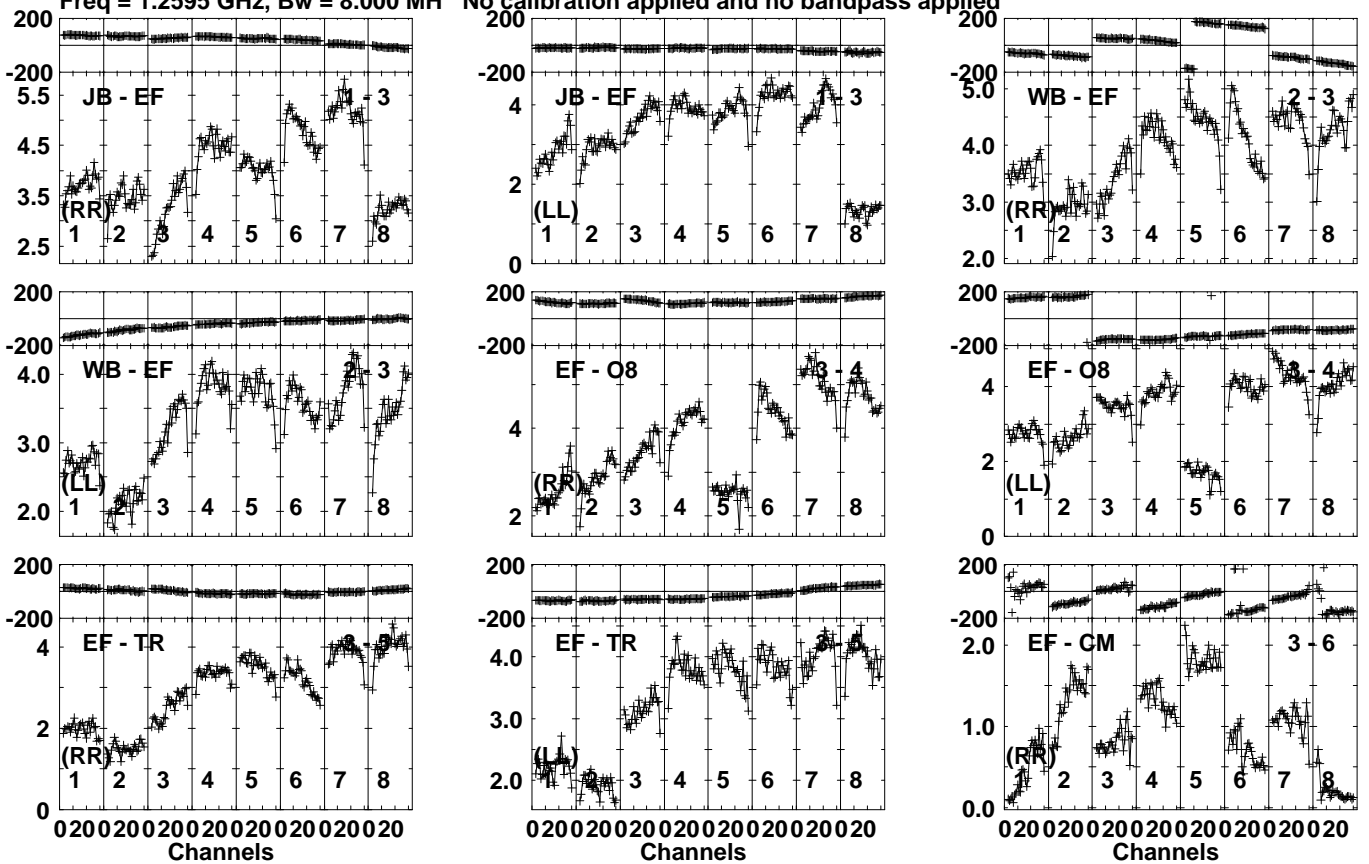 Freq = 1.2595 GHz, Bw = 8.000 MH No calibration applied and no bandpass applied
200
-200
5.5
4.5
3.5
2.5
JB - EF
1 - 3
(RR)
1 2 3 4 5 6 7 8
200
-200
4
2
0
JB - EF
1 - 3
(LL)
1 2 3 4 5 6 7 8
200
-200
5.0
4.0
3.0
2.0
WB - EF
2 - 3
(RR)
1 2 3 4 5 6 7 8
200
-200
4.0
3.0
2.0
WB - EF
2 - 3
(LL)
1 2 3 4 5 6 7 8
200
-200
4
2
EF - O8
3 - 4
(RR)
1 2 3 4 5 6 7 8
200
-200
4
2
0
EF - O8
3 - 4
(LL)
1 2 3 4 5 6 7 8
200
-200
4
2
0
EF - TR
3 - 5
(RR)
1 2 3 4 5 6 7 8
0 20 0 20 0 20 0 20 0 20 0 20 0 20 0 20
Channels
200
-200
4.0
3.0
2.0
EF - TR
3 - 5
(LL)
1 2 3 4 5 6 7 8
0 20 0 20 0 20 0 20 0 20 0 20 0 20 0 20
Channels
200
-200
2.0
1.0
0.0
EF - CM
3 - 6
(RR)
1 2 3 4 5 6 7 8
0 20 0 20 0 20 0 20 0 20 0 20 0 20 0 20
Channels